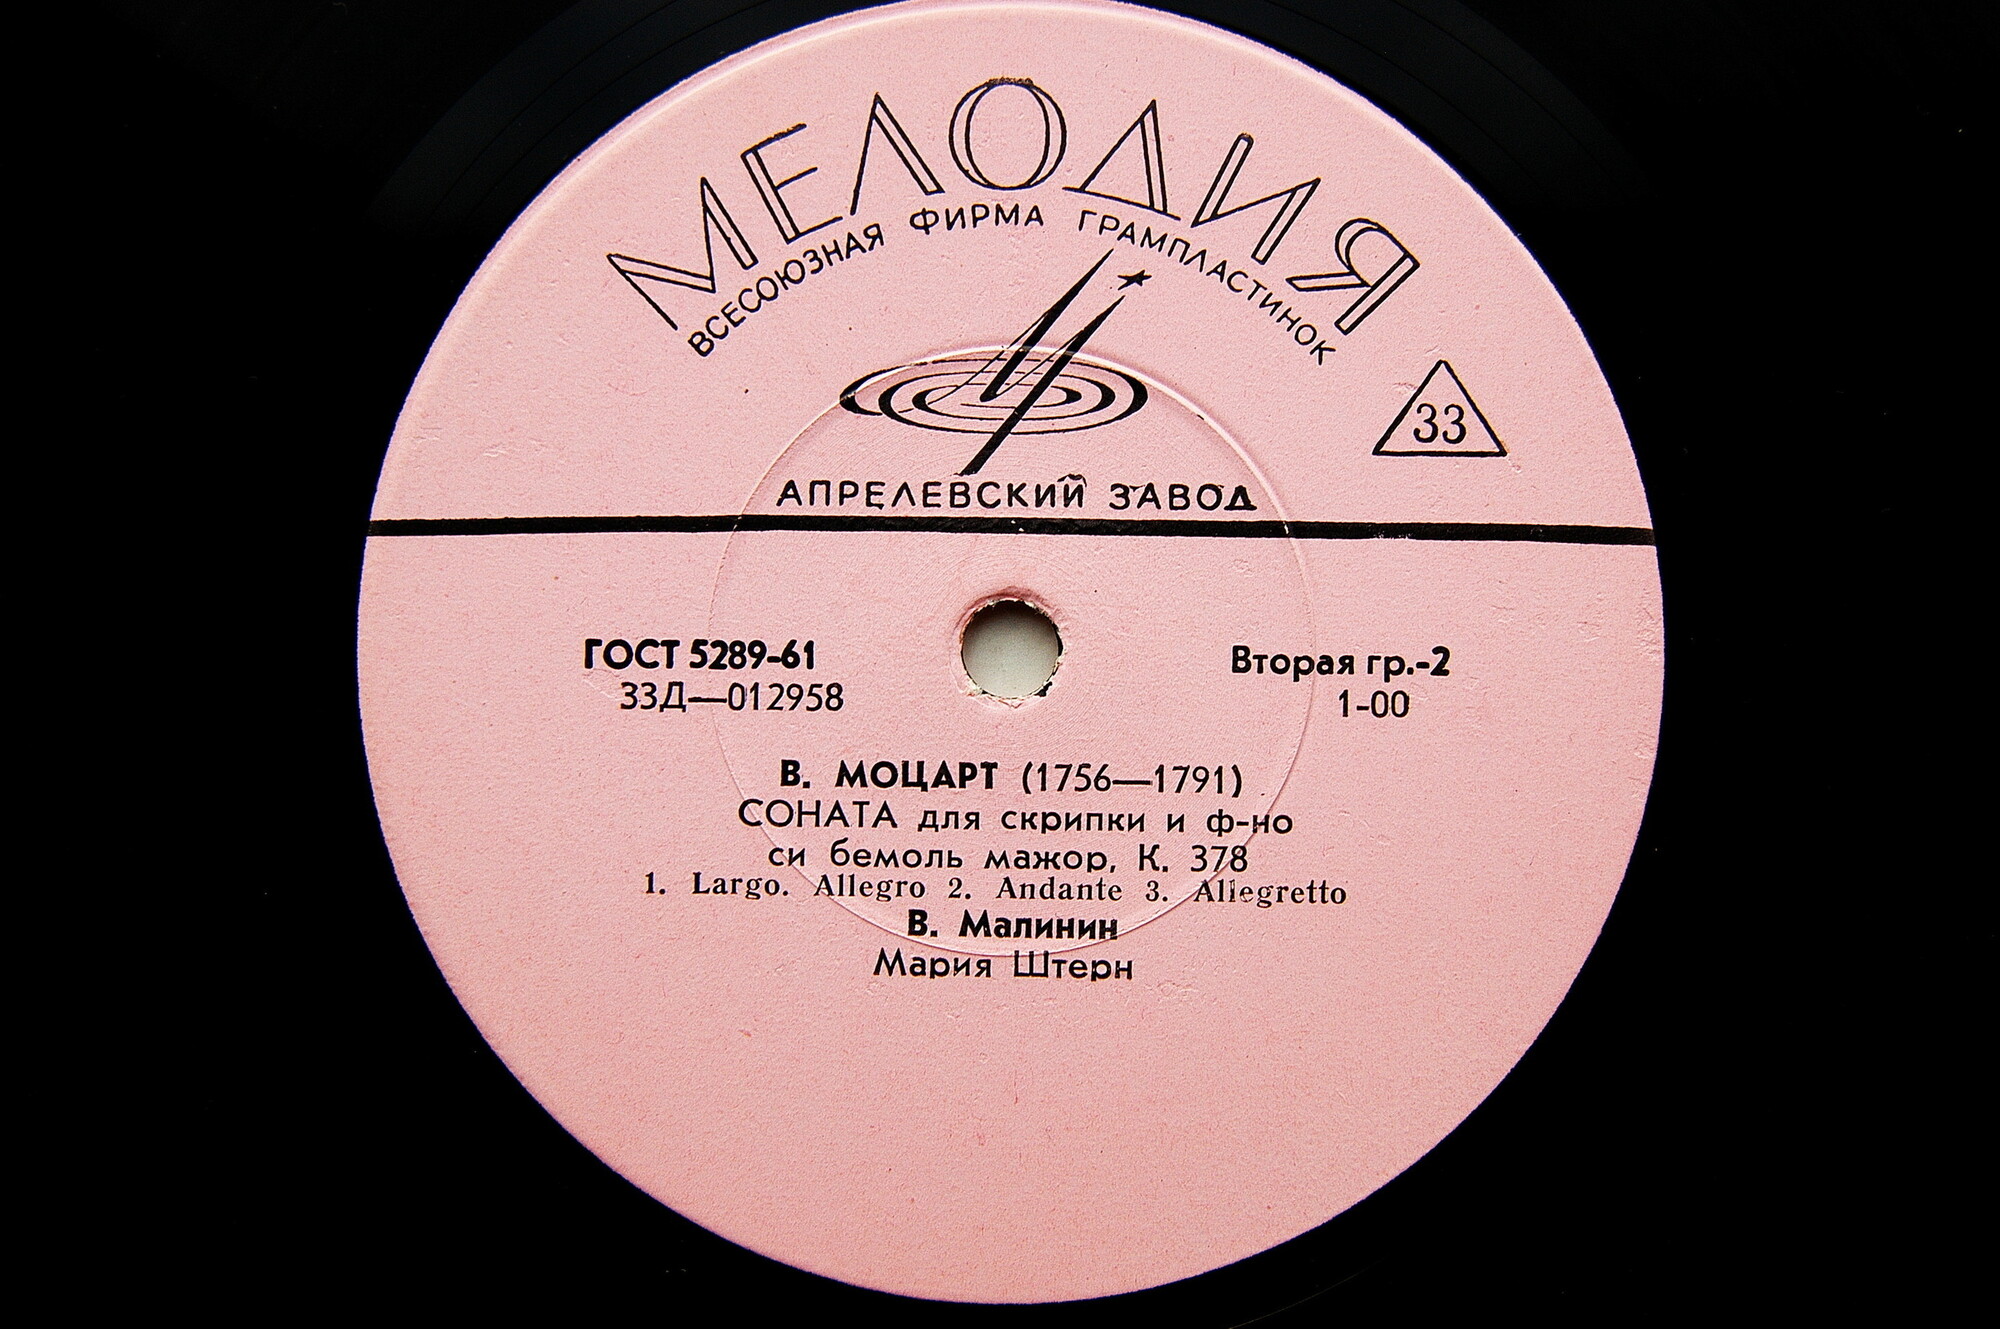 МЕЛОДИЯ
ВСЕСОЮЗНАЯ ФИРМА ГРАМПЛАСТИНОК
33
АПРЕЛЕВСКИЙ ЗАВОД
ГОСТ 5289-61
33Д—012958
Вторая гр.-2
1-00
В. МОЦАРТ (1756—1791)
СОНАТА для скрипки и ф-но
си бемоль мажор, К. 378
1. Largo. Allegro 2. Andante 3. Allegretto
В. Малинин
Мария Штерн